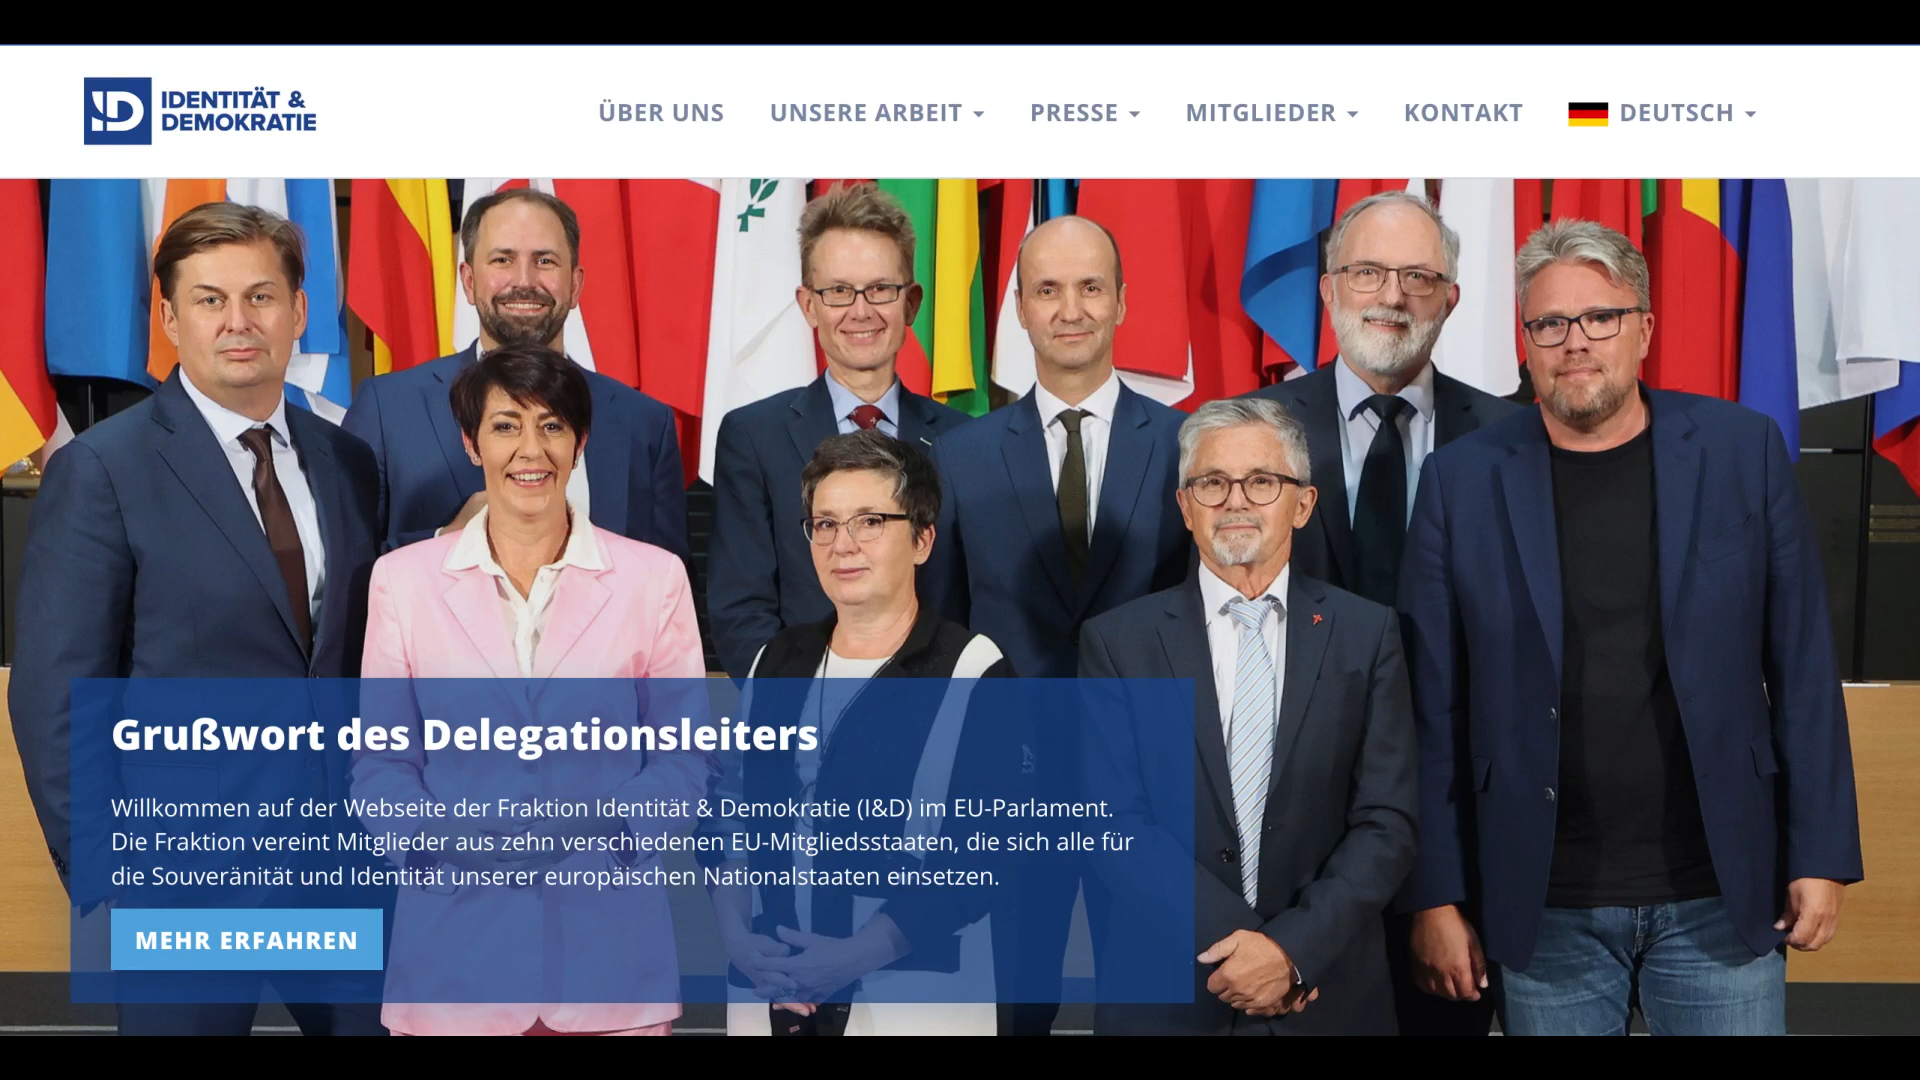 IDENTITÄT &
DEMOKRATIE
ÜBER UNS
UNSERE ARBEIT
PRESSE
MITGLIEDER
KONTAKT
DEUTSCH
Grußwort des Delegationsleiters
Willkommen auf der Webseite der Fraktion Identität & Demokratie (I&D) im EU-Parlament.
Die Fraktion vereint Mitglieder aus zehn verschiedenen EU-Mitgliedsstaaten, die sich alle für
die Souveränität und Identität unserer europäischen Nationalstaaten einsetzen.
MEHR ERFAHREN